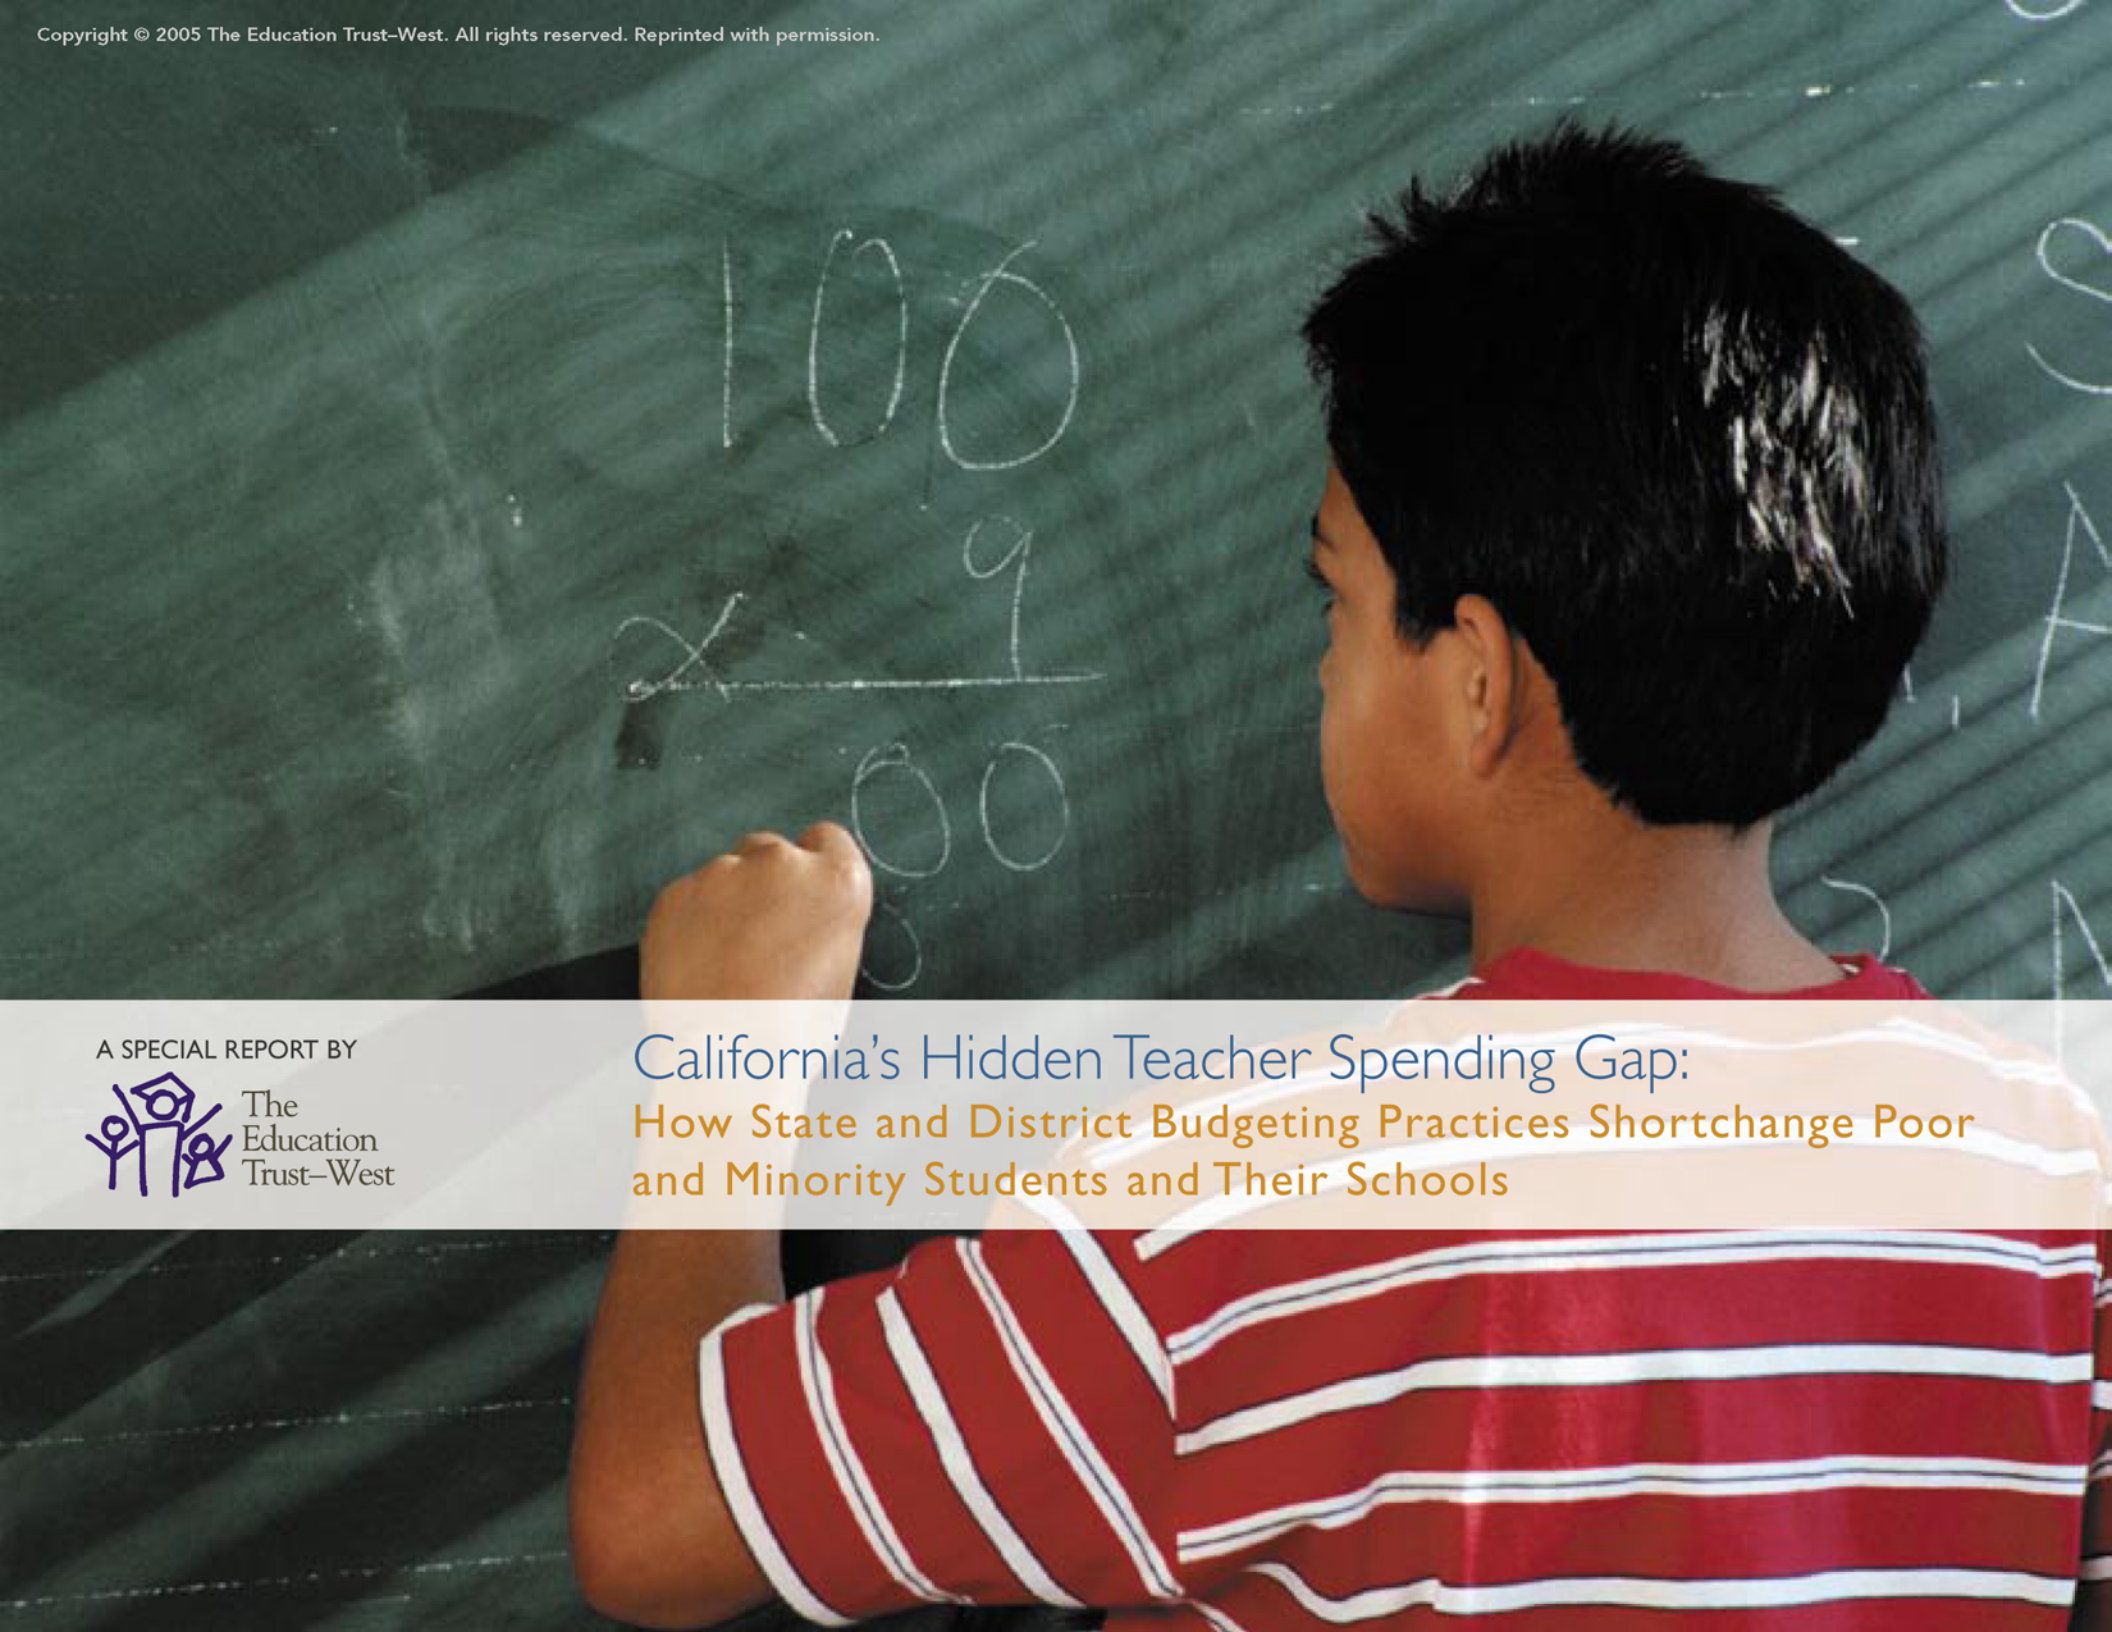 Copyright © 2005 The Education Trust–West. All rights reserved. Reprinted with permission.
100
9
x
00
A SPECIAL REPORT BY
The
Education
Trust–West
California's Hidden Teacher Spending Gap:
How State and District Budgeting Practices Shortchange Poor
and Minority Students and Their Schools